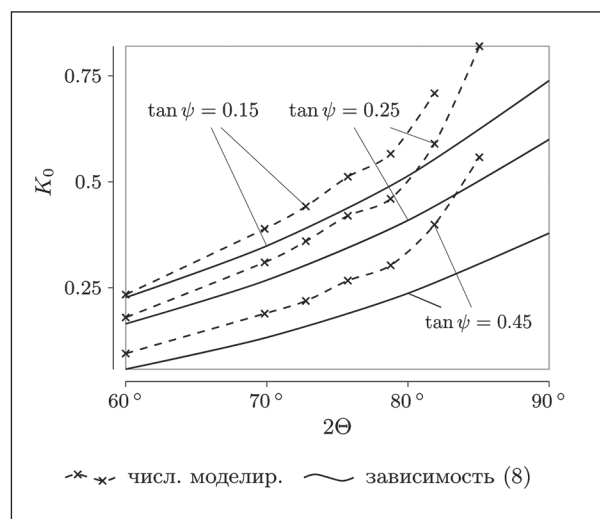 0.75
tan ψ = 0.15
tan ψ = 0.25
K₀
0.5
0.25
tan ψ = 0.45
60° 70° 80° 90°
2Θ
числ. моделир. зависимость (8)